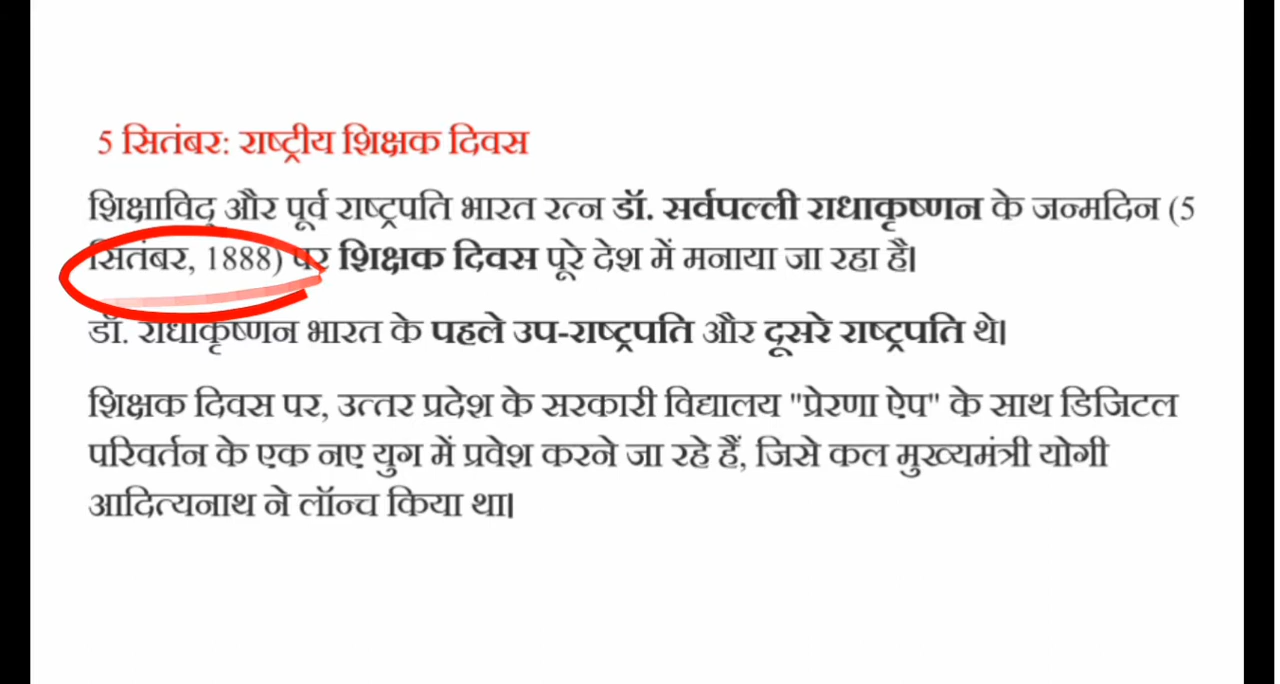 5 सितंबर: राष्ट्रीय शिक्षक दिवस
शिक्षाविद् और पूर्व राष्ट्रपति भारत रत्न डॉ. सर्वपल्ली राधाकृष्णन के जन्मदिन (5
सितंबर, 1888) पर शिक्षक दिवस पूरे देश में मनाया जा रहा है।
डॉ. राधाकृष्णन भारत के पहले उप-राष्ट्रपति और दूसरे राष्ट्रपति थे।
शिक्षक दिवस पर, उत्तर प्रदेश के सरकारी विद्यालय "प्रेरणा ऐप" के साथ डिजिटल
परिवर्तन के एक नए युग में प्रवेश करने जा रहे हैं, जिसे कल मुख्यमंत्री योगी
आदित्यनाथ ने लॉन्च किया था।